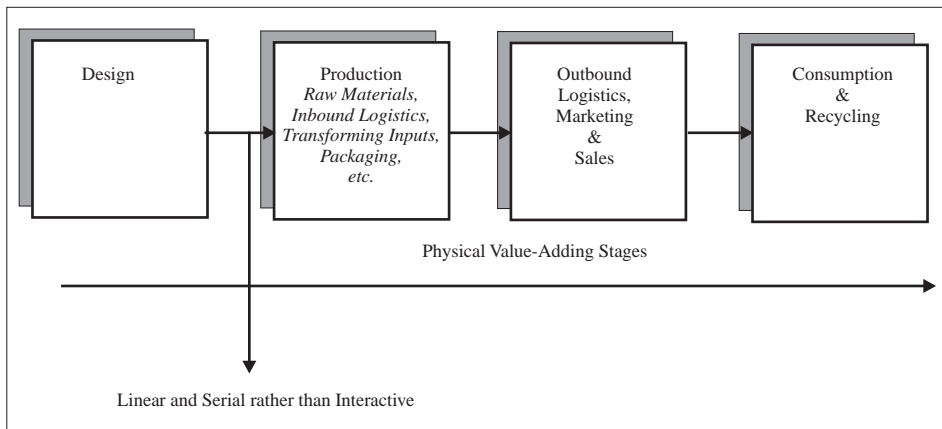 Design
Production
Raw Materials,
Inbound Logistics,
Transforming Inputs,
Packaging,
etc.
Outbound
Logistics,
Marketing
&
Sales
Consumption
&
Recycling
Physical Value-Adding Stages
Linear and Serial rather than Interactive